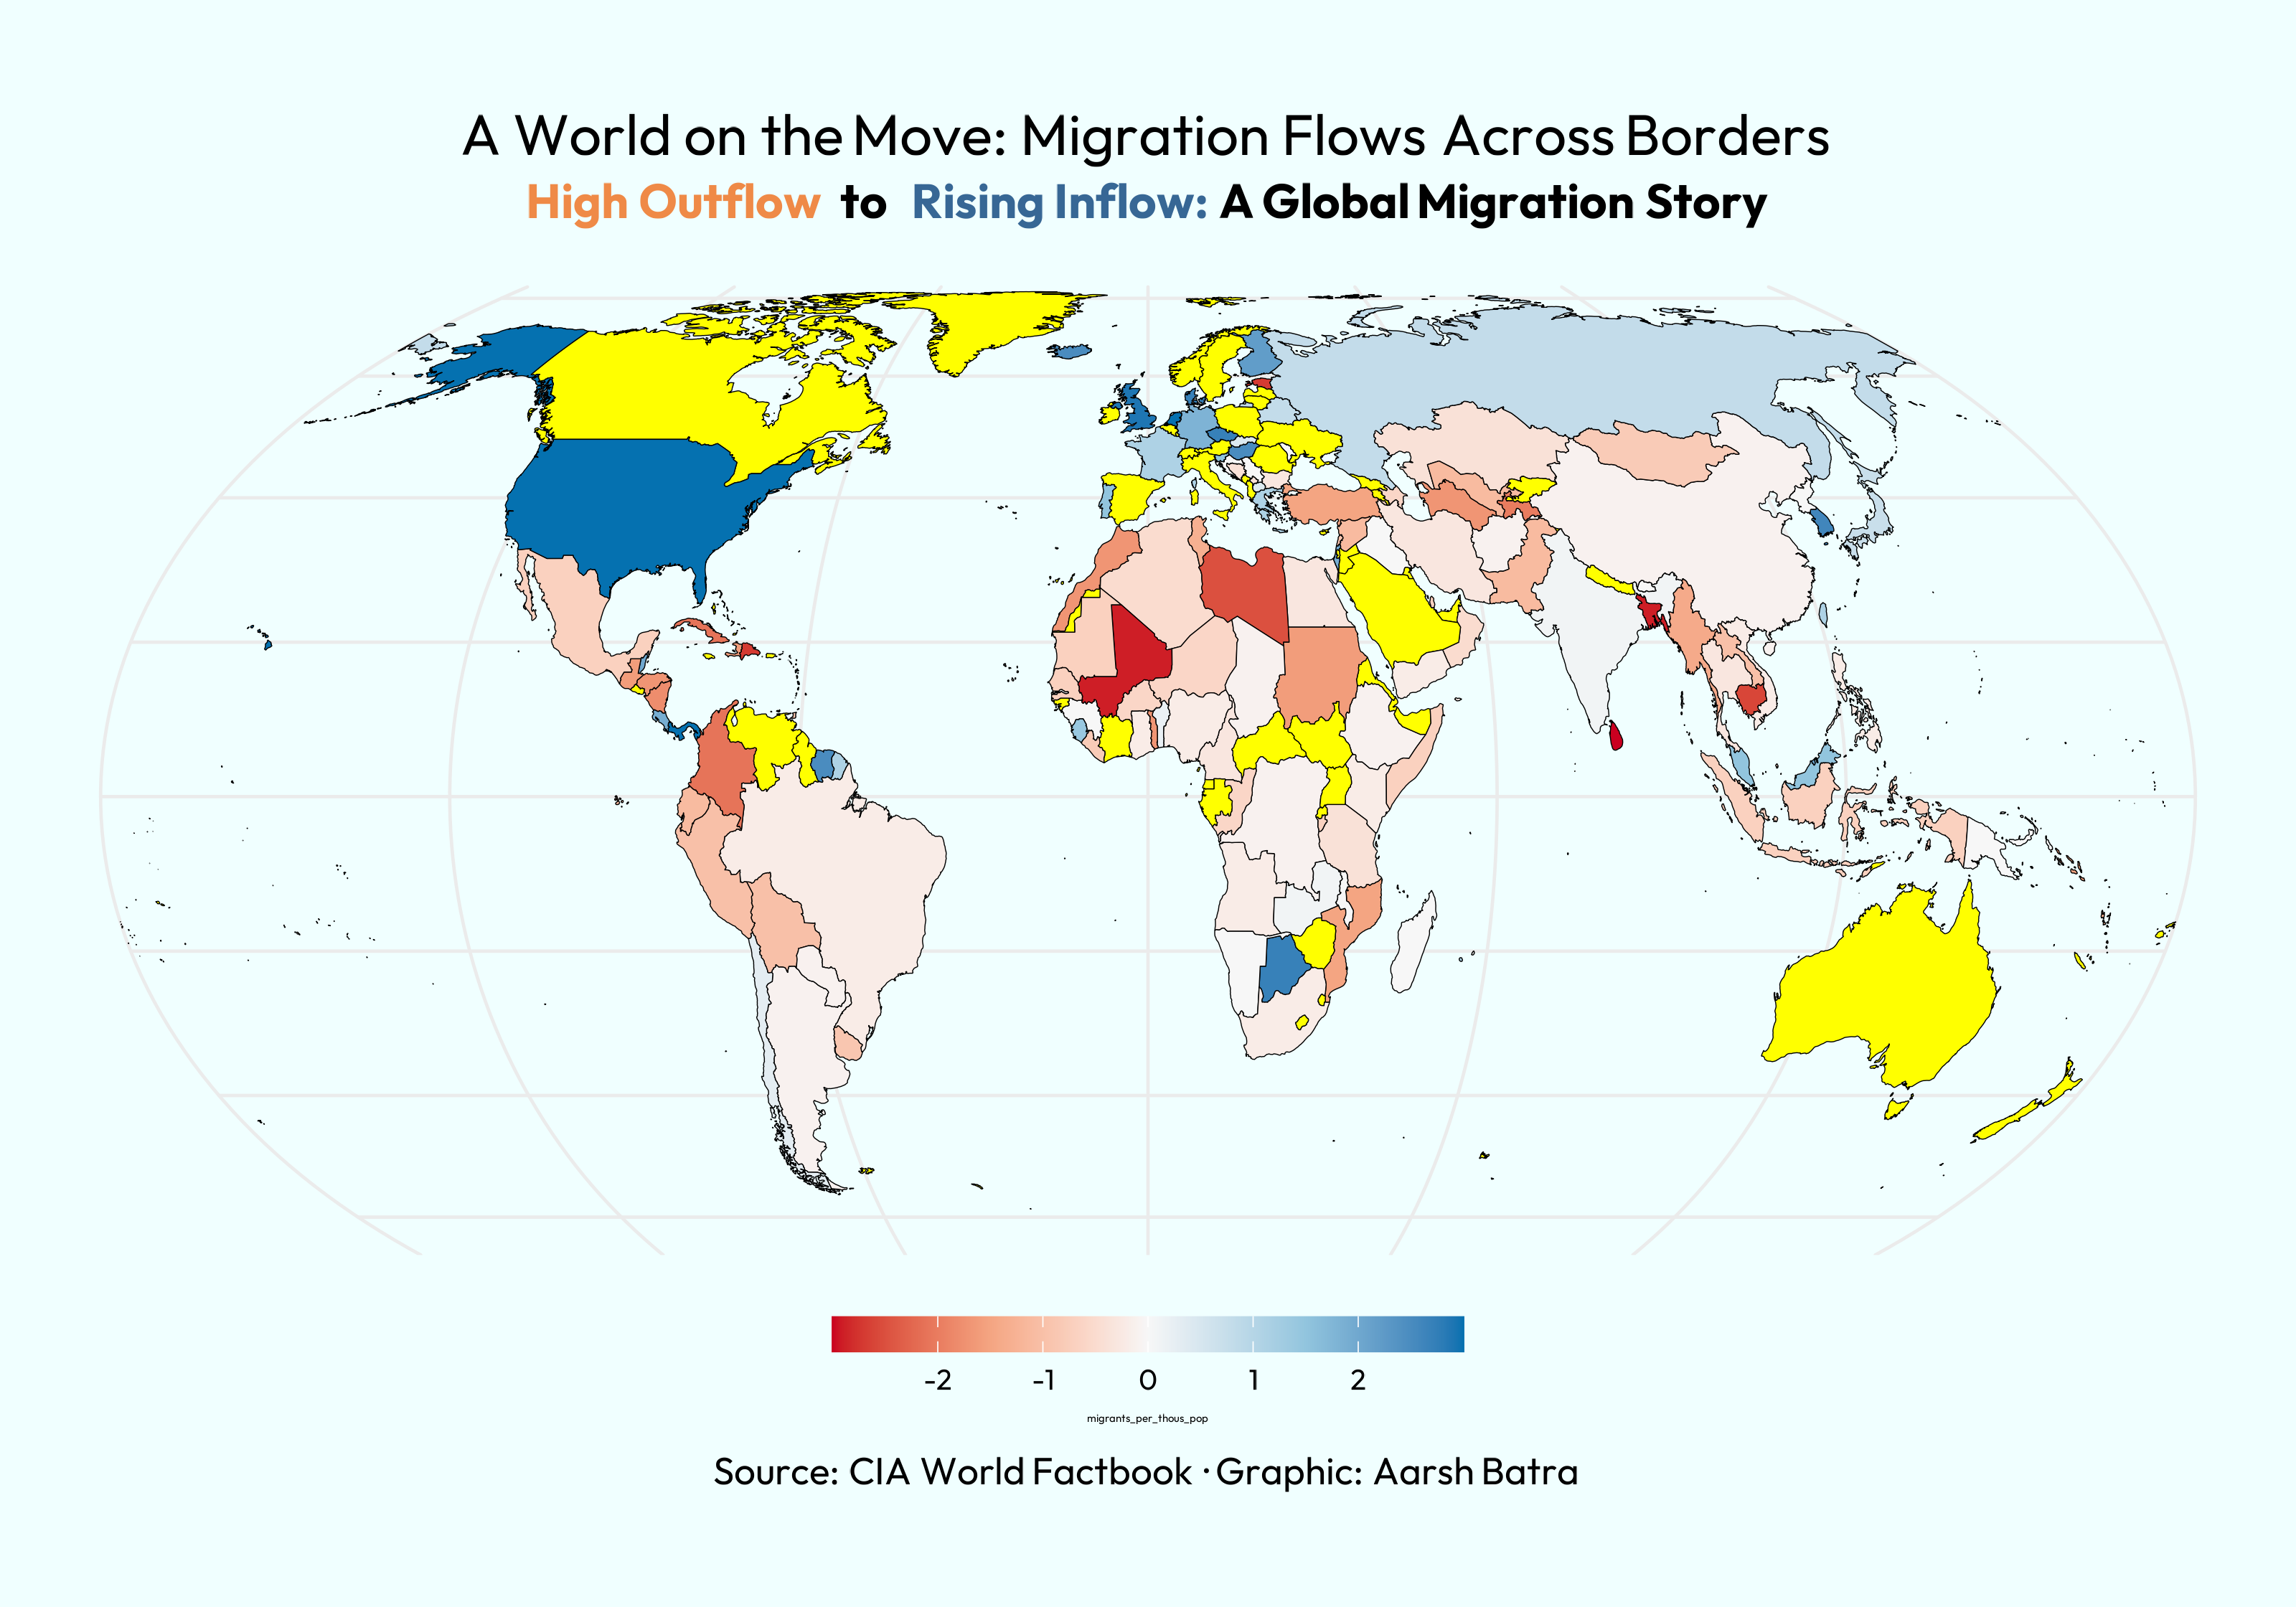 A World on the Move: Migration Flows Across Borders
High Outflow to Rising Inflow: A Global Migration Story
-2 -1 0 1 2
migrants_per_thous_pop
Source: CIA World Factbook · Graphic: Aarsh Batra